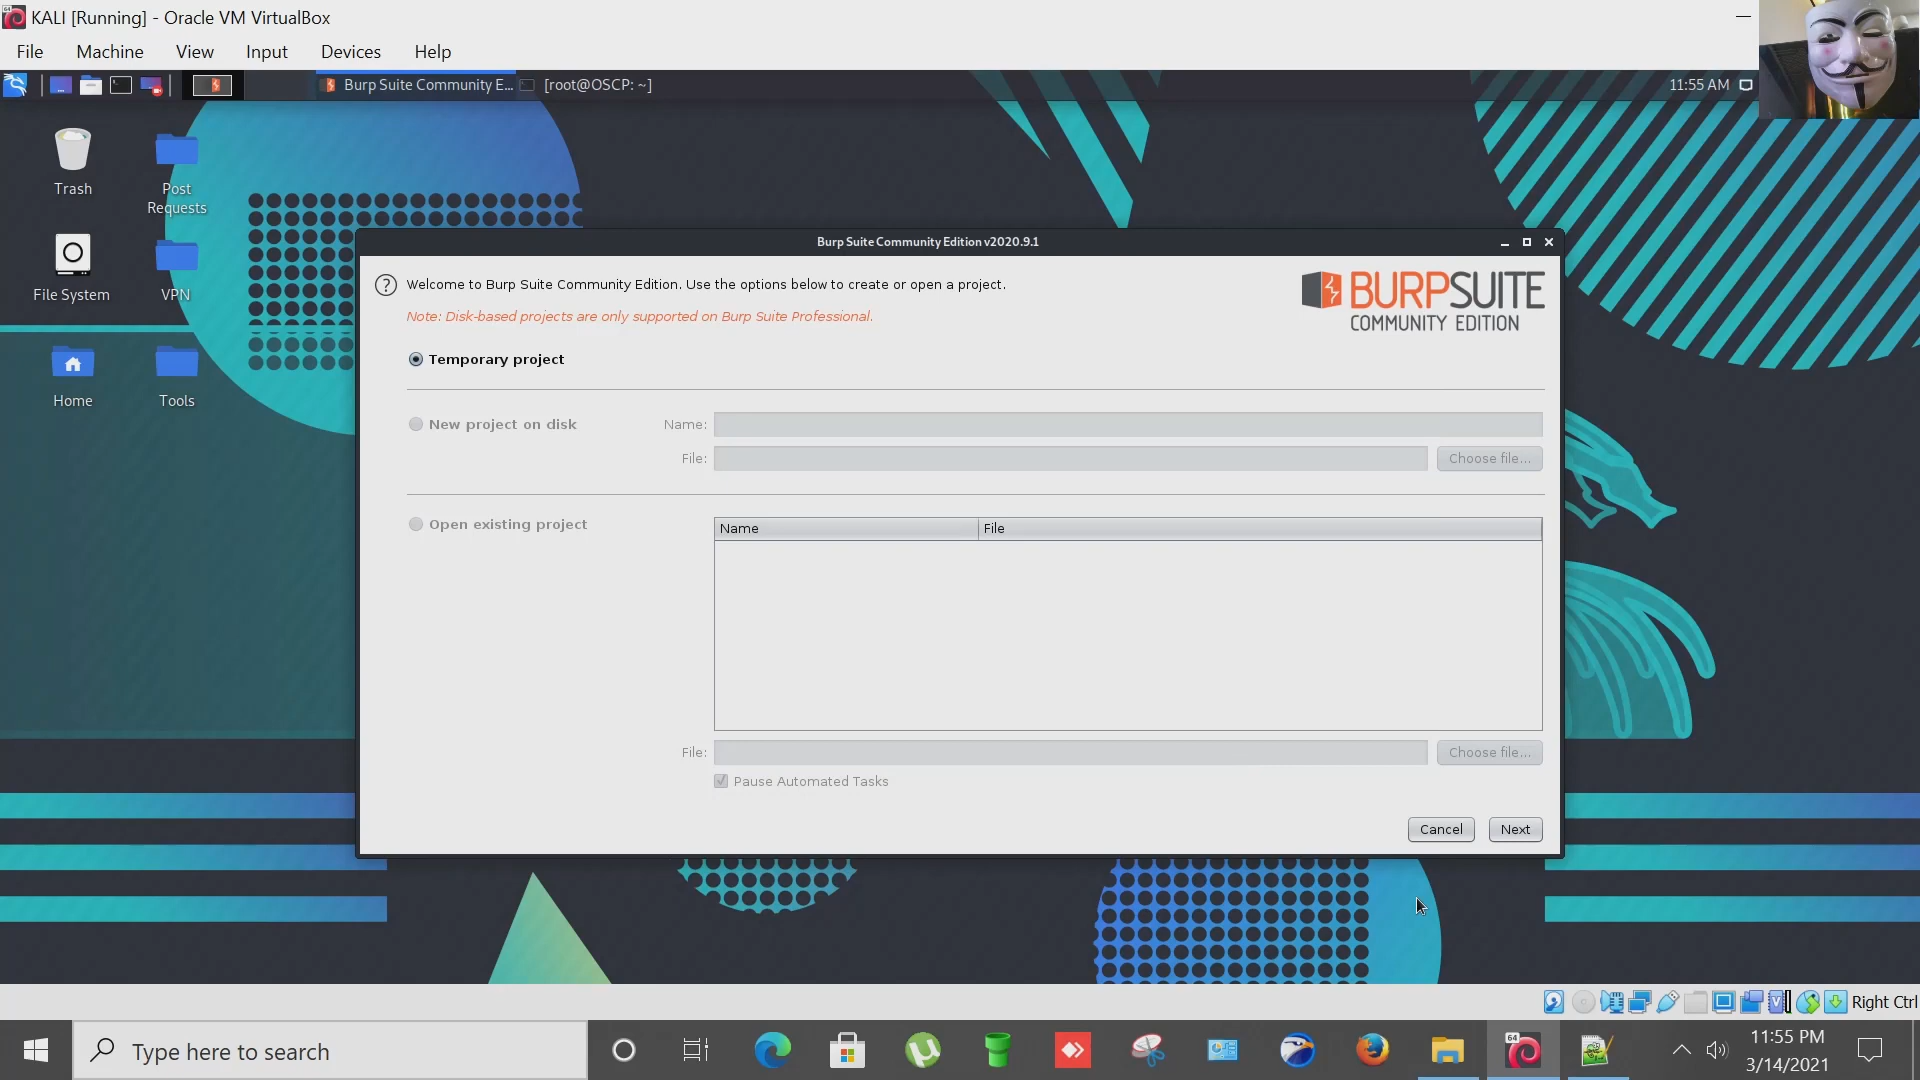 KALI [Running] - Oracle VM VirtualBox
File Machine View Input Devices Help
Burp Suite Community E... [root@OSCP: ~] 11:55 AM
Trash
Post Requests
File System
VPN
Home
Tools
Burp Suite Community Edition v2020.9.1
Welcome to Burp Suite Community Edition. Use the options below to create or open a project.
Note: Disk-based projects are only supported on Burp Suite Professional.
BURPSUITE
COMMUNITY EDITION
Temporary project
New project on disk Name:
File: Choose file...
Open existing project Name File
File: Choose file...
Pause Automated Tasks
Cancel Next
Right Ctrl
Type here to search
64
11:55 PM
3/14/2021